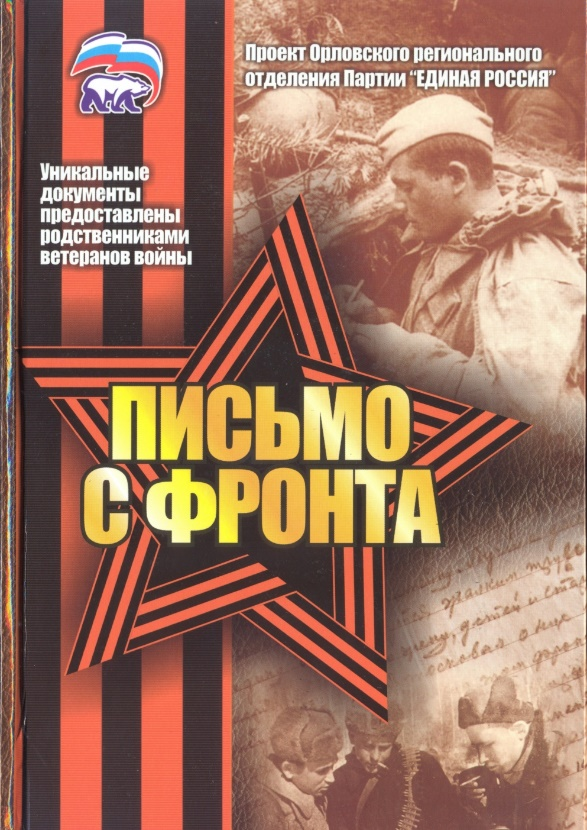 Проект Орловского регионального
отделения Партии “ЕДИНАЯ РОССИЯ”
Уникальные
документы
предоставлены
родственниками
ветеранов войны
ПИСЬМО
С ФРОНТА